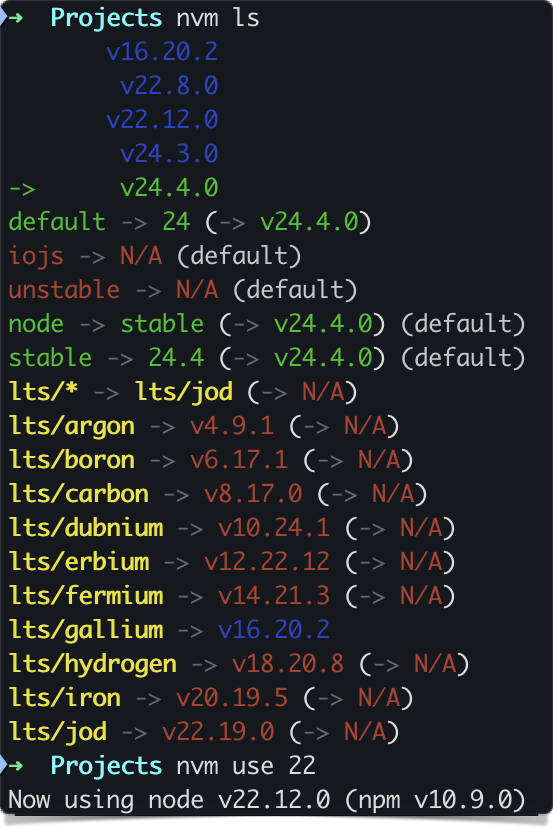 ➜  Projects nvm ls
       v16.20.2
        v22.8.0
       v22.12.0
        v24.3.0
->      v24.4.0
default -> 24 (-> v24.4.0)
iojs -> N/A (default)
unstable -> N/A (default)
node -> stable (-> v24.4.0) (default)
stable -> 24.4 (-> v24.4.0) (default)
lts/* -> lts/jod (-> N/A)
lts/argon -> v4.9.1 (-> N/A)
lts/boron -> v6.17.1 (-> N/A)
lts/carbon -> v8.17.0 (-> N/A)
lts/dubnium -> v10.24.1 (-> N/A)
lts/erbium -> v12.22.12 (-> N/A)
lts/fermium -> v14.21.3 (-> N/A)
lts/gallium -> v16.20.2
lts/hydrogen -> v18.20.8 (-> N/A)
lts/iron -> v20.19.5 (-> N/A)
lts/jod -> v22.19.0 (-> N/A)
➜  Projects nvm use 22
Now using node v22.12.0 (npm v10.9.0)